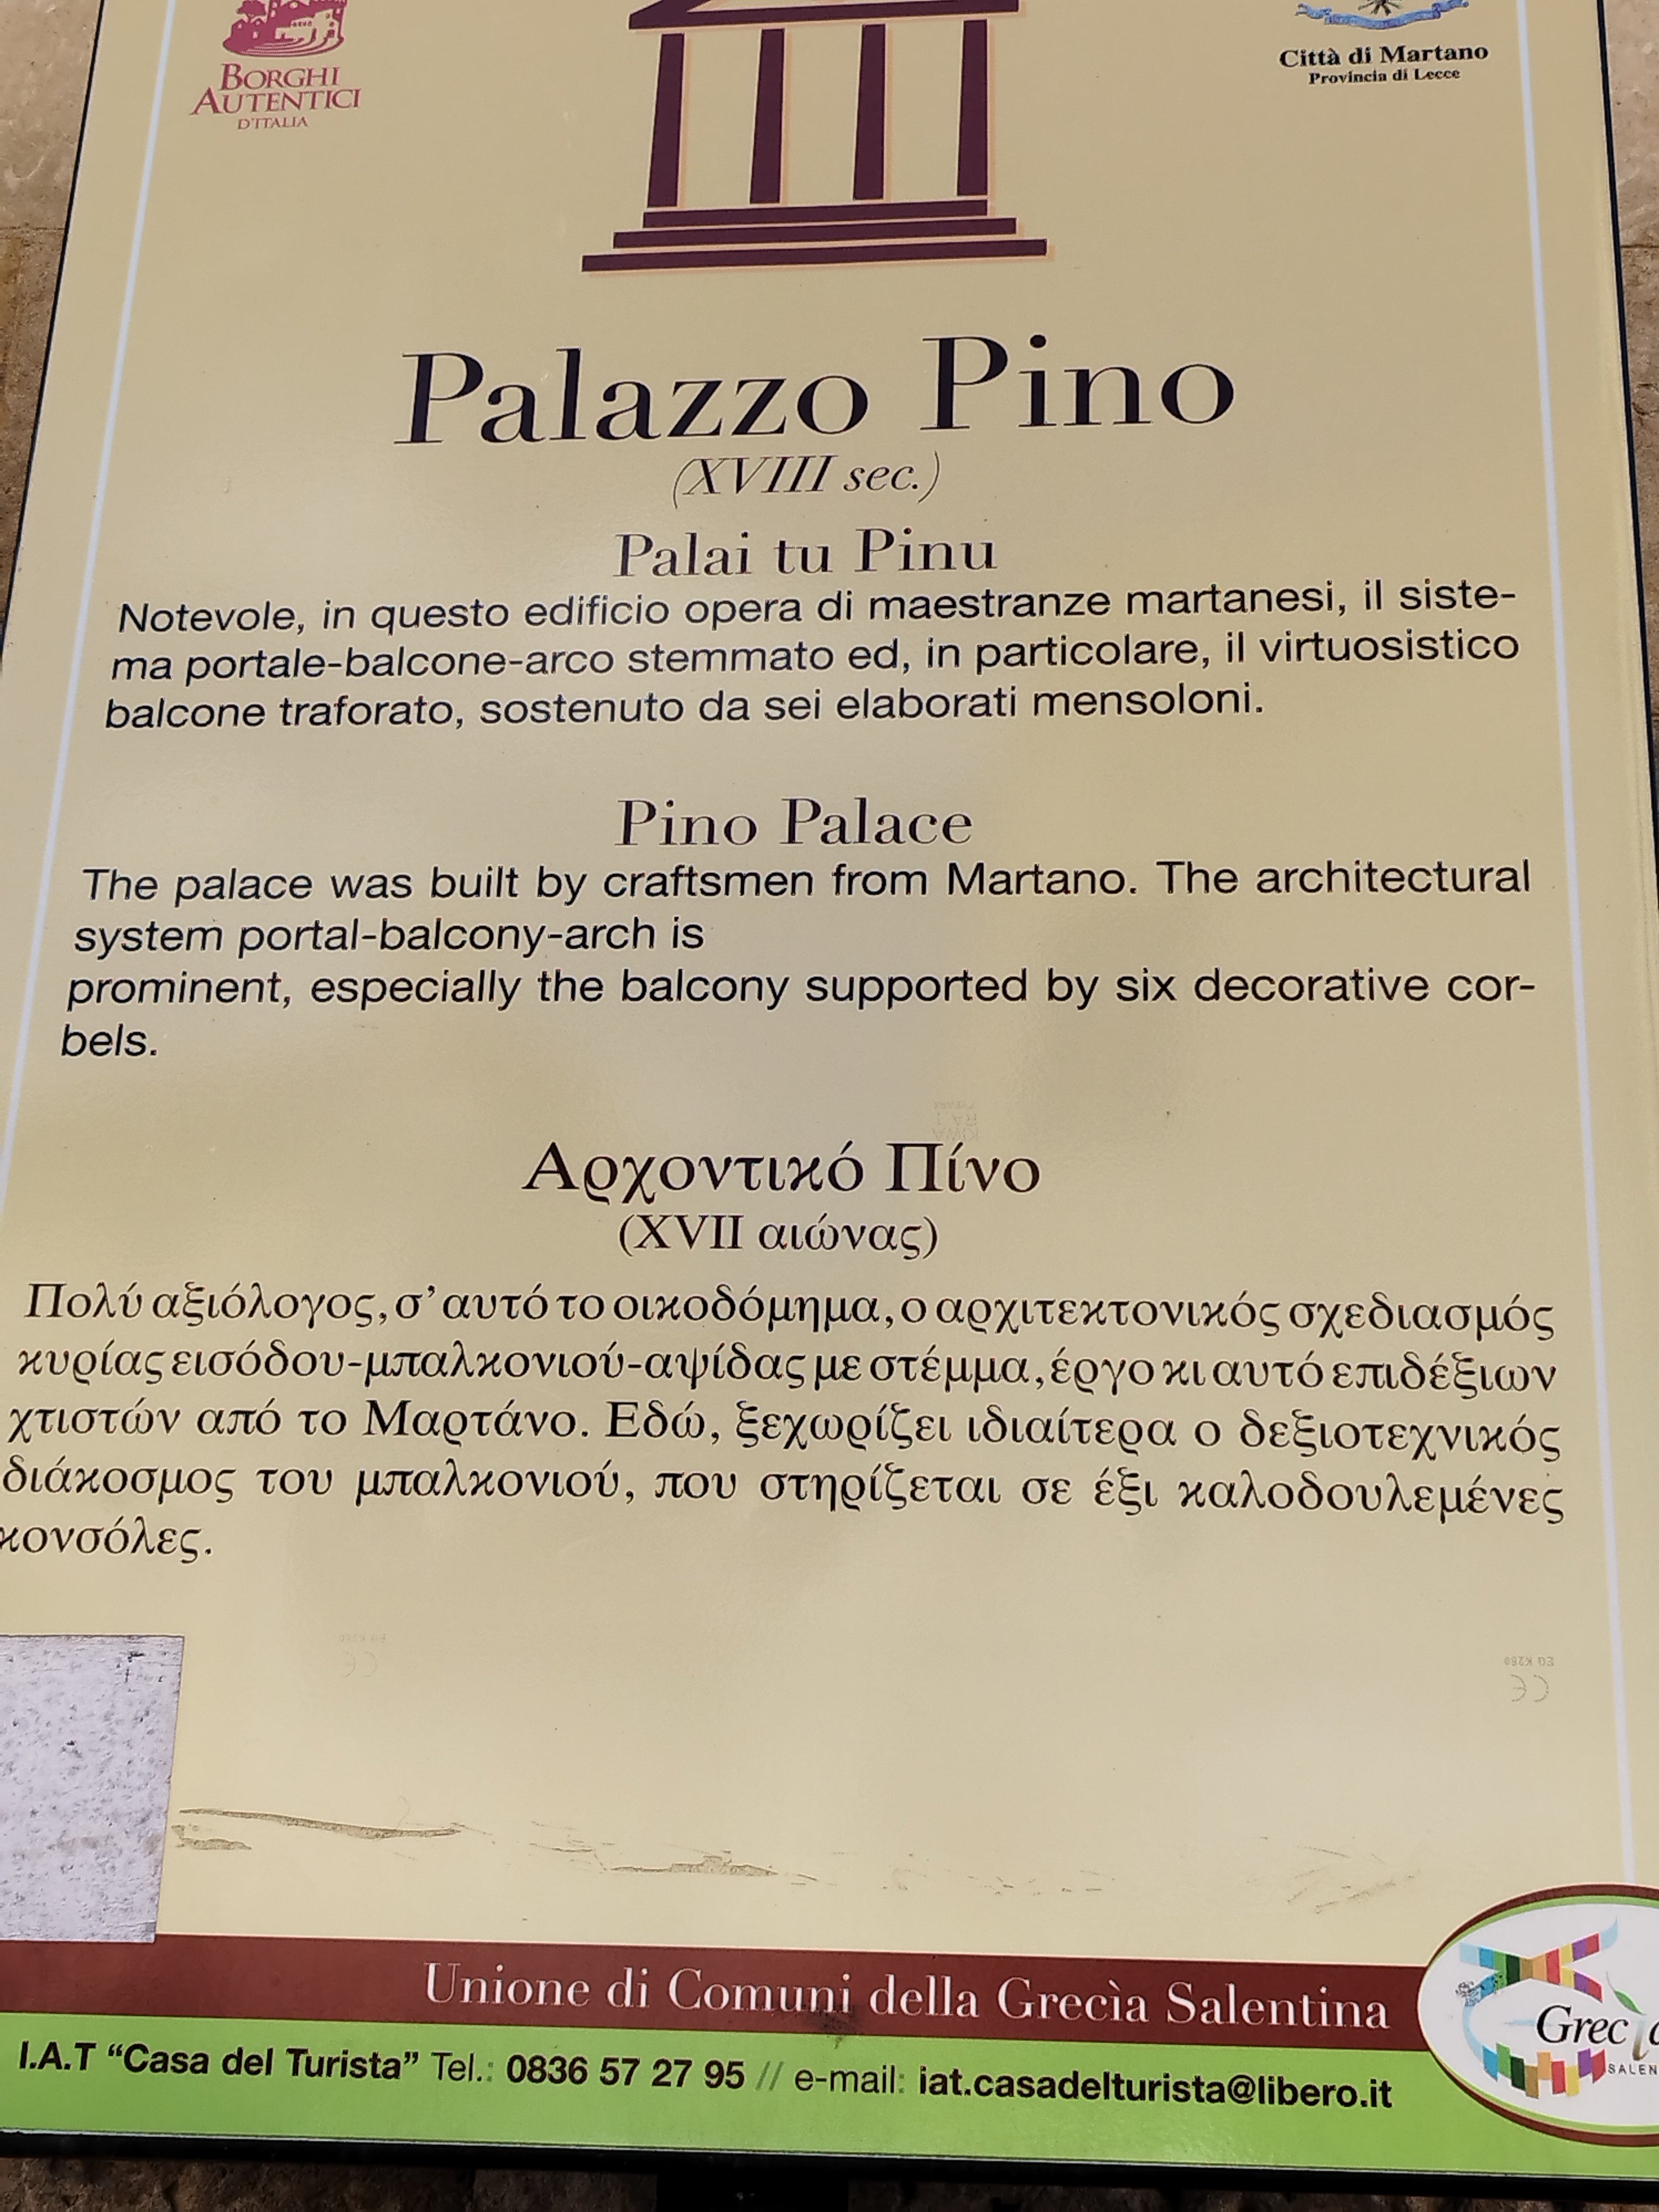 BORGHI
AUTENTICI
D'ITALIA
Città di Martano
Provincia di Lecce
Palazzo Pino
(XVIII sec.)
Palai tu Pinu
Notevole, in questo edificio opera di maestranze martanesi, il siste-
ma portale-balcone-arco stemmato ed, in particolare, il virtuosistico
balcone traforato, sostenuto da sei elaborati mensoloni.
Pino Palace
The palace was built by craftsmen from Martano. The architectural
system portal-balcony-arch is
prominent, especially the balcony supported by six decorative cor-
bels.
Αρχοντικό Πίνο
(XVII αιώνας)
Πολύ αξιόλογος, σ’ αυτό το οικοδόμημα, ο αρχιτεκτονικός σχεδιασμός
κυρίας εισόδου-μπαλκονιού-αψίδας με στέμμα, έργο κι αυτό επιδέξιων
χτιστών από το Μαρτάνο. Εδώ, ξεχωρίζει ιδιαίτερα ο δεξιοτεχνικός
διάκοσμος του μπαλκονιού, που στηρίζεται σε έξι καλοδουλεμένες
κονσόλες.
EG K280
CE
Unione di Comuni della Grecìa Salentina
I.A.T “Casa del Turista” Tel.: 0836 57 27 95 // e-mail: iat.casadelturista@libero.it